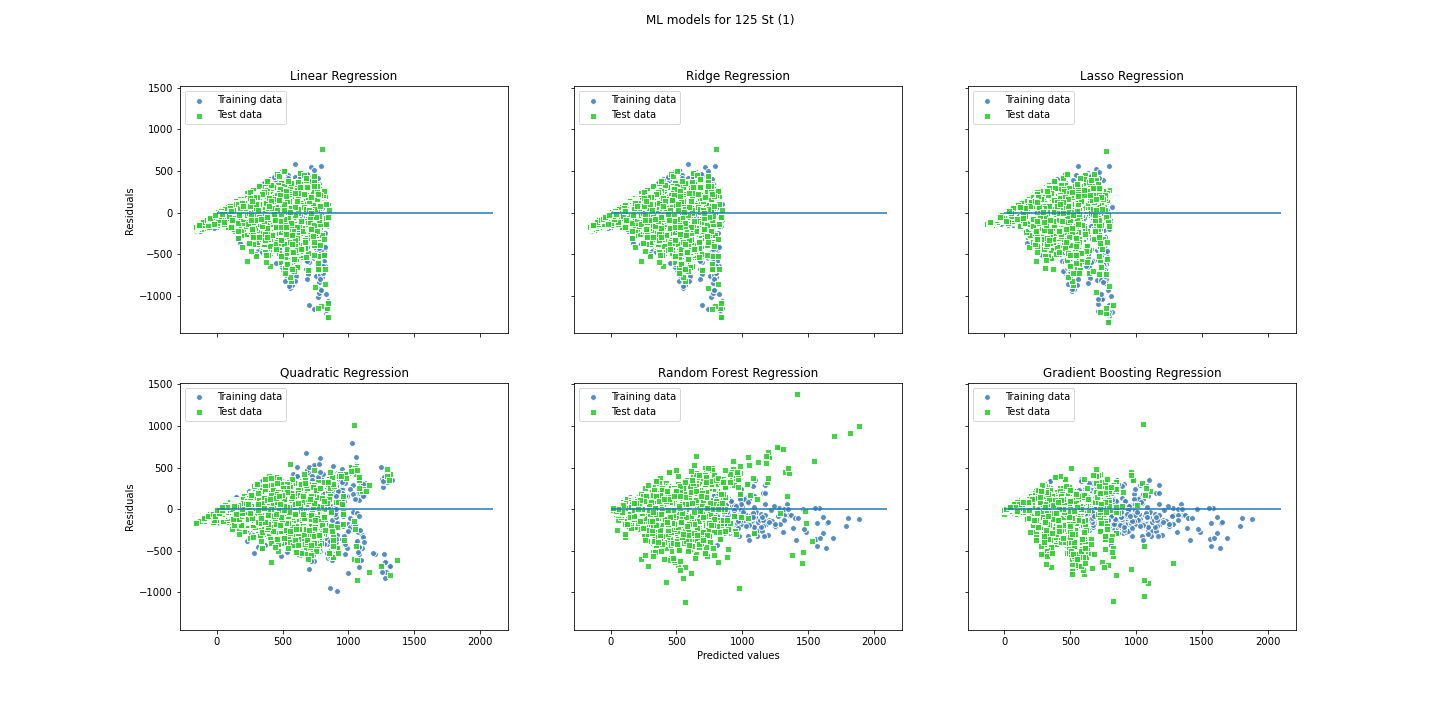 ML models for 125 St (1)
Linear Regression
Ridge Regression
Lasso Regression
Training data
Test data
Training data
Test data
Training data
Test data
1500
1000
500
0
−500
−1000
Residuals
Quadratic Regression
Random Forest Regression
Gradient Boosting Regression
Training data
Test data
Training data
Test data
Training data
Test data
1500
1000
500
0
−500
−1000
Residuals
0 500 1000 1500 2000
0 500 1000 1500 2000
0 500 1000 1500 2000
Predicted values